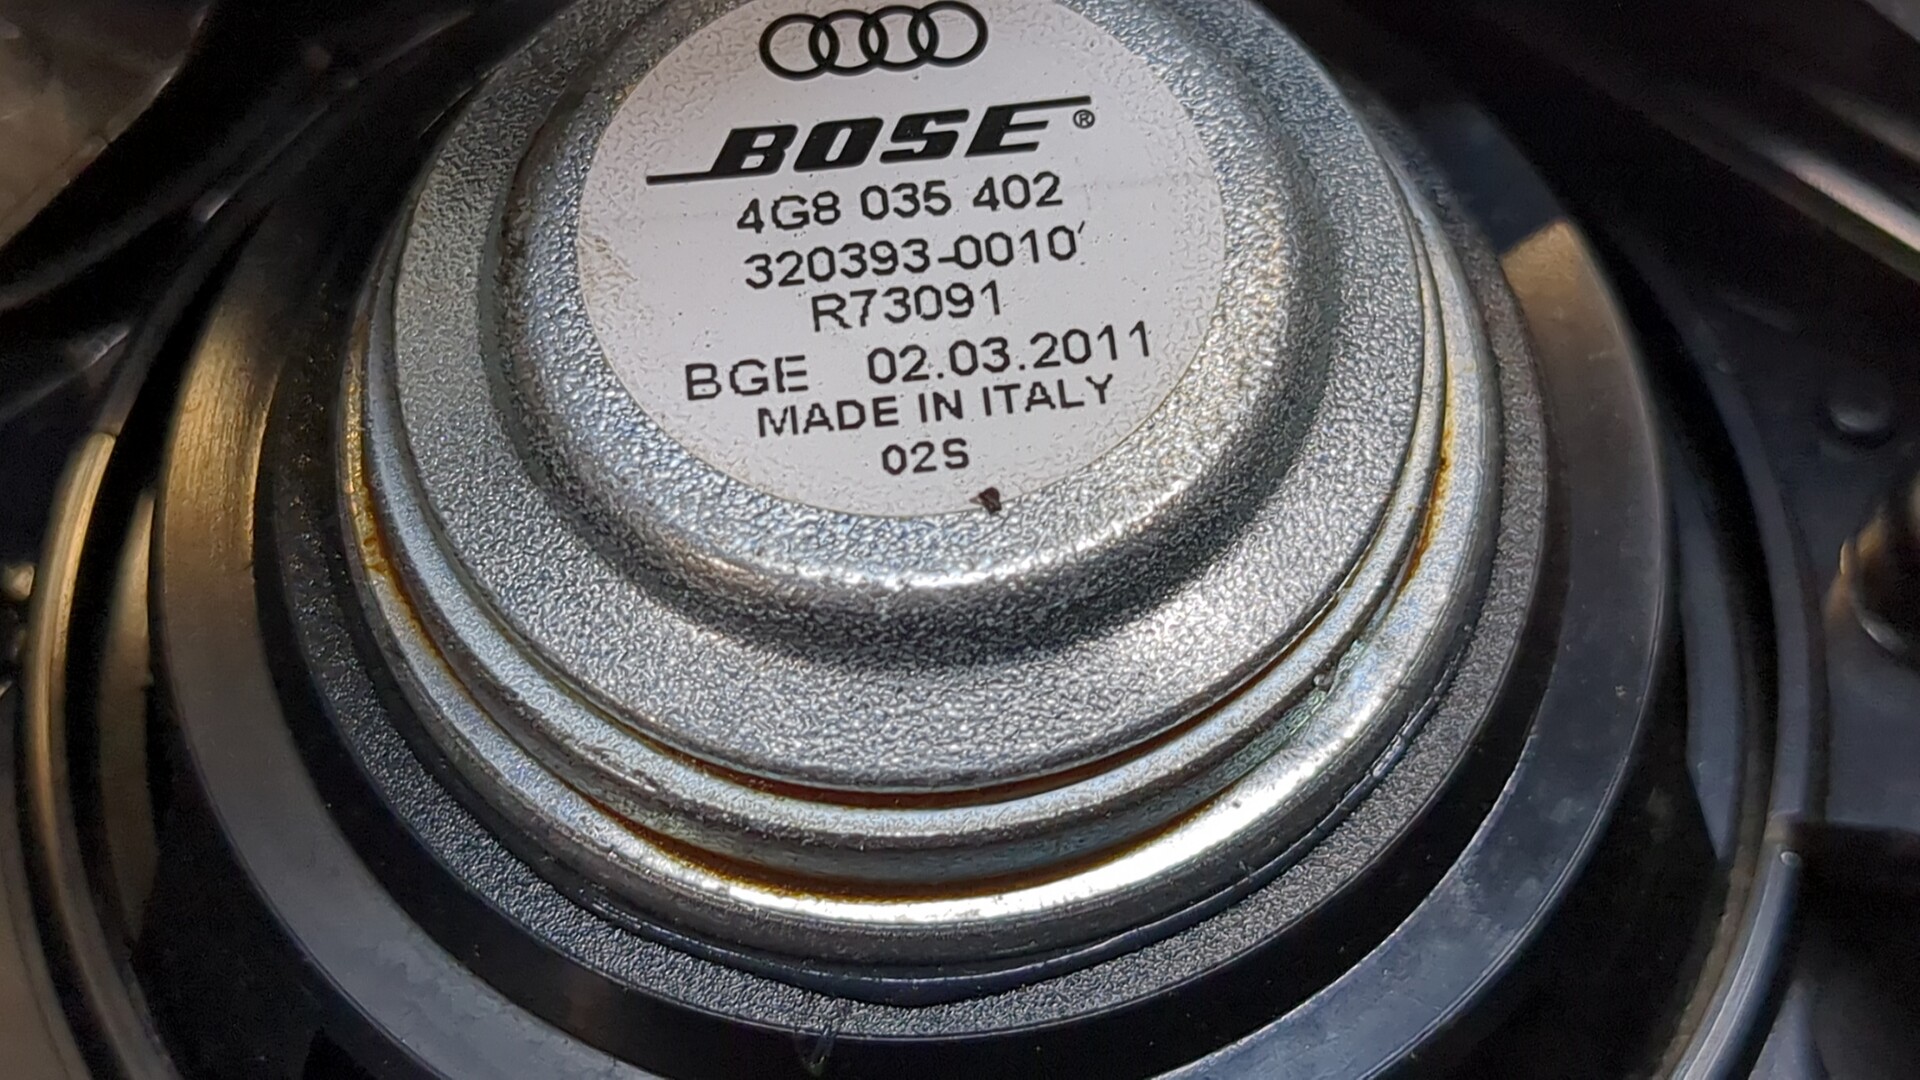 BOSE®
4G8 035 402
320393-0010
R73091
BGE 02.03.2011
MADE IN ITALY
02S